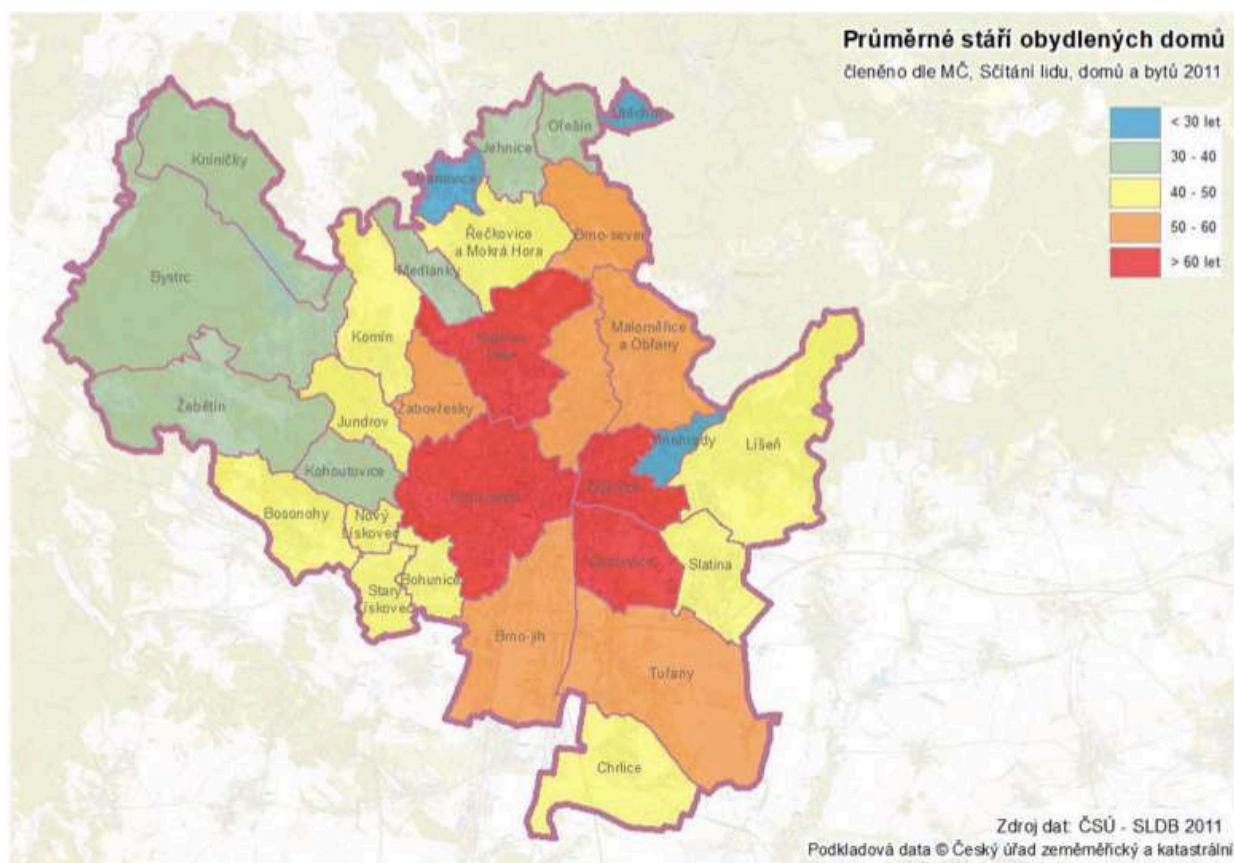 Průměrné stáří obydlených domů
členěno dle MČ, Sčítání lidu, domů a bytů 2011
< 30 let
30 - 40
40 - 50
50 - 60
> 60 let
Kníničky
Ořešín
Jehnice
Řečkovice
a Mokrá Hora
Brno-sever
Medlánky
Bystrc
Komín
Maloměřice
a Obřany
Žebětín
Žabovřesky
Jundrov
Líšeň
Kohoutovice
Bosonohy
Nový
Lískovec
Slatina
Bohunice
Starý
Lískovec
Brno-jih
Tuřany
Chrlice
Zdroj dat: ČSÚ - SLDB 2011
Podkladová data © Český úřad zeměměřický a katastrální